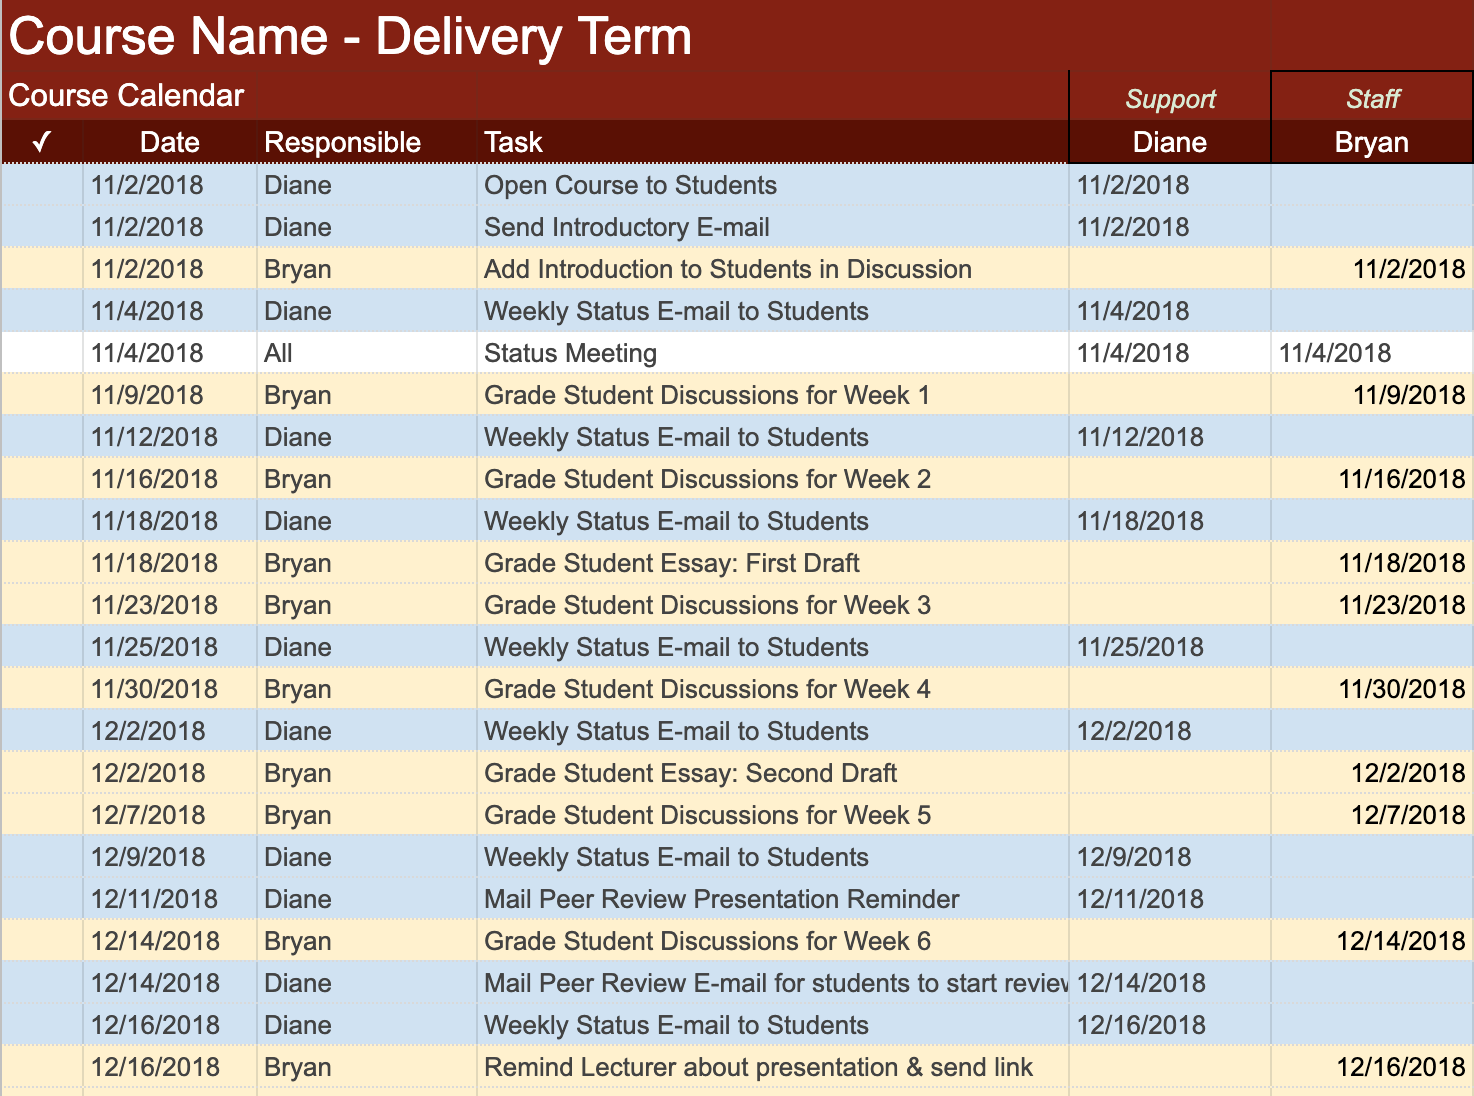 Course Name - Delivery Term
Course Calendar Support Staff
✓ Date Responsible Task Diane Bryan
11/2/2018 Diane Open Course to Students 11/2/2018
11/2/2018 Diane Send Introductory E-mail 11/2/2018
11/2/2018 Bryan Add Introduction to Students in Discussion 11/2/2018
11/4/2018 Diane Weekly Status E-mail to Students 11/4/2018
11/4/2018 All Status Meeting 11/4/2018 11/4/2018
11/9/2018 Bryan Grade Student Discussions for Week 1 11/9/2018
11/12/2018 Diane Weekly Status E-mail to Students 11/12/2018
11/16/2018 Bryan Grade Student Discussions for Week 2 11/16/2018
11/18/2018 Diane Weekly Status E-mail to Students 11/18/2018
11/18/2018 Bryan Grade Student Essay: First Draft 11/18/2018
11/23/2018 Bryan Grade Student Discussions for Week 3 11/23/2018
11/25/2018 Diane Weekly Status E-mail to Students 11/25/2018
11/30/2018 Bryan Grade Student Discussions for Week 4 11/30/2018
12/2/2018 Diane Weekly Status E-mail to Students 12/2/2018
12/2/2018 Bryan Grade Student Essay: Second Draft 12/2/2018
12/7/2018 Bryan Grade Student Discussions for Week 5 12/7/2018
12/9/2018 Diane Weekly Status E-mail to Students 12/9/2018
12/11/2018 Diane Mail Peer Review Presentation Reminder 12/11/2018
12/14/2018 Bryan Grade Student Discussions for Week 6 12/14/2018
12/14/2018 Diane Mail Peer Review E-mail for students to start review 12/14/2018
12/16/2018 Diane Weekly Status E-mail to Students 12/16/2018
12/16/2018 Bryan Remind Lecturer about presentation & send link 12/16/2018